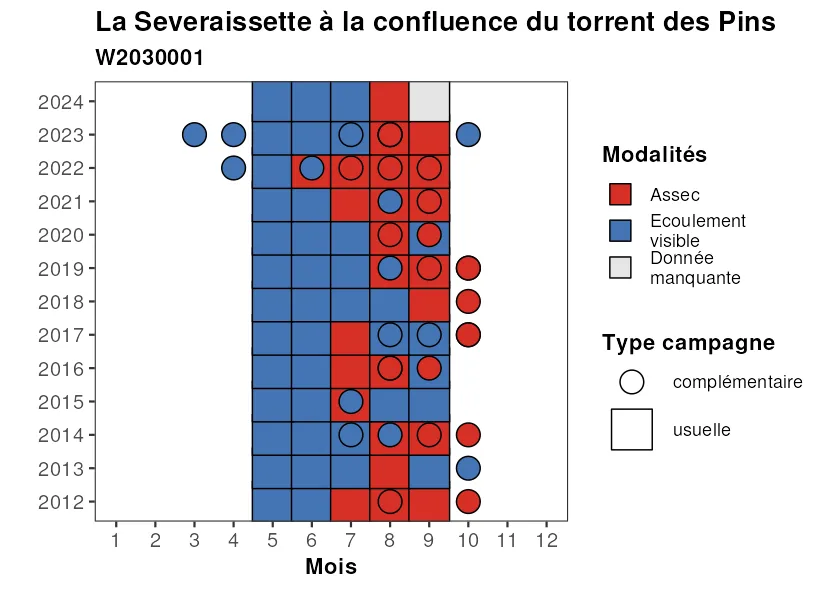 La Severaissette à la confluence du torrent des Pins
W2030001
2024
2023
2022
2021
2020
2019
2018
2017
2016
2015
2014
2013
2012
1 2 3 4 5 6 7 8 9 10 11 12
Mois
Modalités
Assec
Ecoulement
visible
Donnée
manquante
Type campagne
complémentaire
usuelle